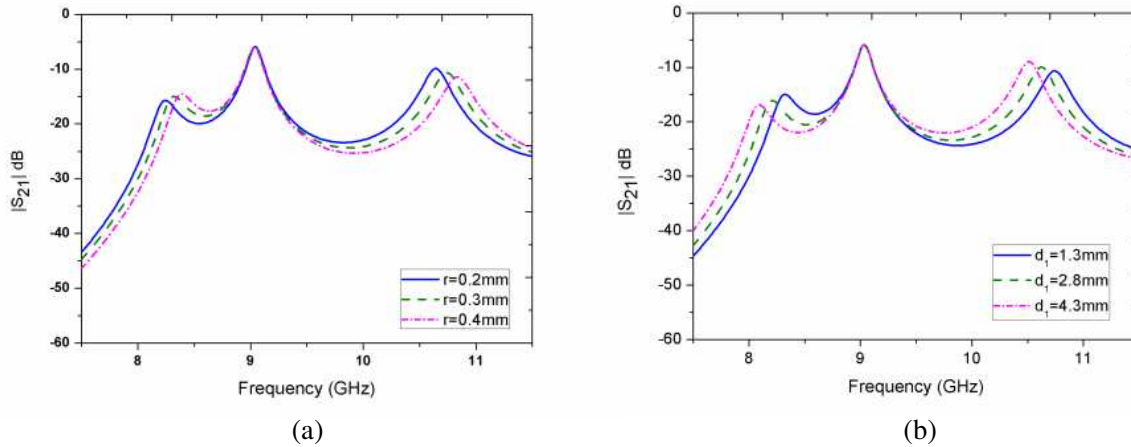 0
-10
-20
-30
-40
-50
-60
|S21| dB
8 9 10 11
Frequency (GHz)
r=0.2mm
r=0.3mm
r=0.4mm
(a)
0
-10
-20
-30
-40
-50
-60
|S21| dB
8 9 10 11
Frequency (GHz)
d1=1.3mm
d1=2.8mm
d1=4.3mm
(b)